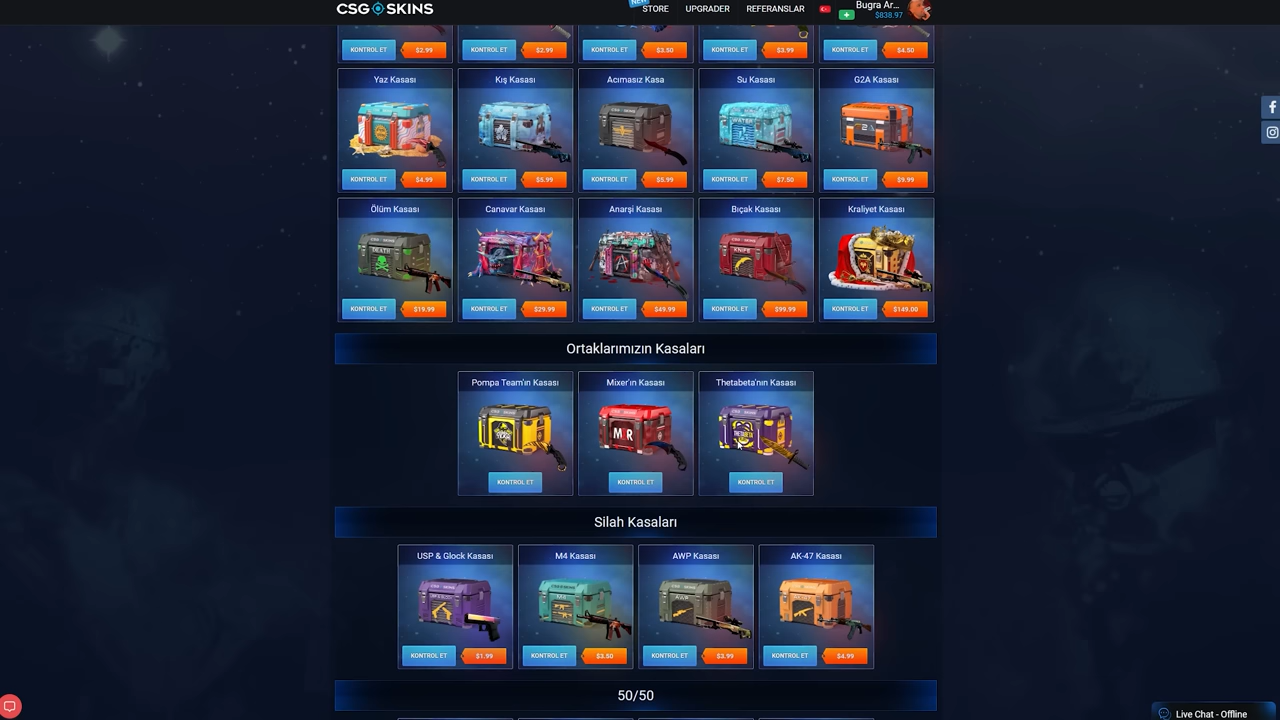 CSG SKINS
NEW
STORE
UPGRADER
REFERANSLAR
Bugra Ar...
$838.97
KONTROL ET $2.99
KONTROL ET $2.99
KONTROL ET $3.50
KONTROL ET $3.99
KONTROL ET $4.50
Yaz Kasası
Kış Kasası
Acımasız Kasa
Su Kasası
G2A Kasası
WATER
KONTROL ET $4.99
KONTROL ET $5.99
KONTROL ET $5.99
KONTROL ET $7.50
KONTROL ET $9.99
Ölüm Kasası
Canavar Kasası
Anarşi Kasası
Bıçak Kasası
Kraliyet Kasası
DEATH
KNIFE
KONTROL ET $19.99
KONTROL ET $29.99
KONTROL ET $49.99
KONTROL ET $99.99
KONTROL ET $149.00
Ortaklarımızın Kasaları
Pompa Team'ın Kasası
Mixer'ın Kasası
Thetabeta'nın Kasası
KONTROL ET
KONTROL ET
KONTROL ET
Silah Kasaları
USP & Glock Kasası
M4 Kasası
AWP Kasası
AK-47 Kasası
KONTROL ET $1.99
KONTROL ET $3.50
KONTROL ET $3.99
KONTROL ET $4.99
50/50
Live Chat - Offline